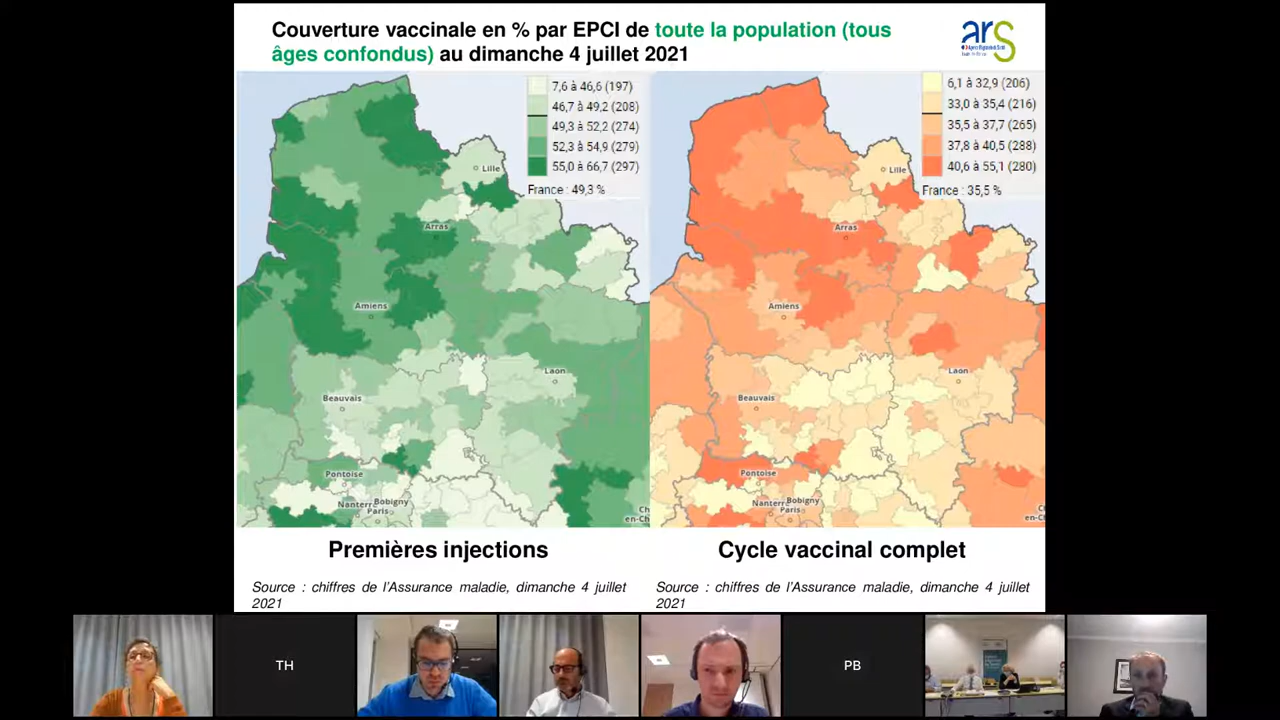 Couverture vaccinale en % par EPCI de toute la population (tous
âges confondus) au dimanche 4 juillet 2021
ars
7,6 à 46,6 (197)
46,7 à 49,2 (208)
49,3 à 52,2 (274)
52,3 à 54,9 (279)
55,0 à 66,7 (297)
France : 49,3 %
Lille
Arras
Amiens
Laon
Beauvais
Pontoise
Nanterre
Bobigny
Paris
Ch
en-Ch
6,1 à 32,9 (206)
33,0 à 35,4 (216)
35,5 à 37,7 (265)
37,8 à 40,5 (288)
40,6 à 55,1 (280)
France : 35,5 %
Lille
Arras
Amiens
Laon
Beauvais
Pontoise
Nanterre
Bobigny
Paris
Ch
en-Ch
Premières injections
Cycle vaccinal complet
Source : chiffres de l'Assurance maladie, dimanche 4 juillet
2021
Source : chiffres de l'Assurance maladie, dimanche 4 juillet
2021
TH
PB